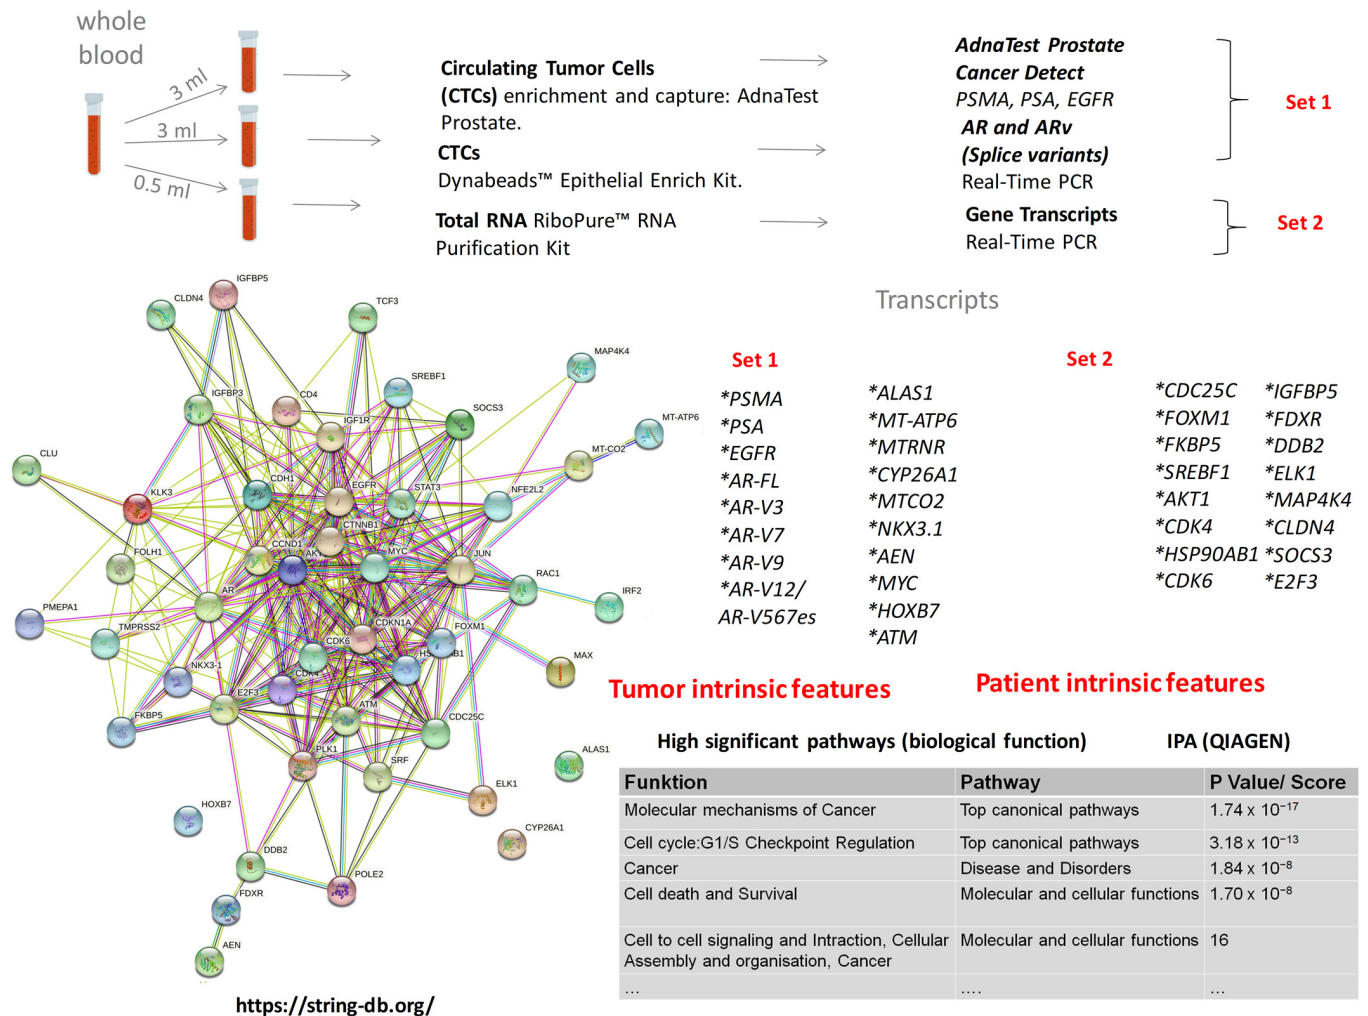 whole
blood
3 ml
3 ml
0.5 ml
Circulating Tumor Cells
(CTCs) enrichment and capture: AdnaTest
Prostate.
CTCs
Dynabeads™ Epithelial Enrich Kit.
Total RNA RiboPure™ RNA
Purification Kit
AdnaTest Prostate
Cancer Detect
PSMA, PSA, EGFR
AR and ARv
(Splice variants)
Real-Time PCR
Set 1
Gene Transcripts
Real-Time PCR
Set 2
IGFBP5
CLDN4
TCF3
MAP4K4
SREBF1
IGFBP3
CD4
SOCS3
IGF1R
MT-ATP6
MT-CO2
CLU
CDH1
EGFR
STAT3
NFE2L2
KLK3
CTNNB1
CCND1
AKT
MYC
JUN
FOLH1
RAC1
AR
IRF2
PMEPA1
TMPRSS2
CDKN1A
FOXM1
CDK6
HSP90AB1
MAX
NKX3-1
CDK4
E2F3
ATM
FKBP5
CDC25C
PLK1
SRF
ALAS1
ELK1
HOXB7
CYP26A1
DDB2
POLE2
FDXR
AEN
https://string-db.org/
Transcripts
Set 1
*PSMA
*PSA
*EGFR
*AR-FL
*AR-V3
*AR-V7
*AR-V9
*AR-V12/
AR-V567es
Set 2
*ALAS1
*MT-ATP6
*MTRNR
*CYP26A1
*MTCO2
*NKX3.1
*AEN
*MYC
*HOXB7
*ATM
*CDC25C
*FOXM1
*FKBP5
*SREBF1
*AKT1
*CDK4
*HSP90AB1
*CDK6
*IGFBP5
*FDXR
*DDB2
*ELK1
*MAP4K4
*CLDN4
*SOCS3
*E2F3
Tumor intrinsic features
Patient intrinsic features
High significant pathways (biological function) IPA (QIAGEN)
Funktion Pathway P Value/ Score
Molecular mechanisms of Cancer Top canonical pathways 1.74 x 10⁻¹⁷
Cell cycle:G1/S Checkpoint Regulation Top canonical pathways 3.18 x 10⁻¹³
Cancer Disease and Disorders 1.84 x 10⁻⁸
Cell death and Survival Molecular and cellular functions 1.70 x 10⁻⁸
Cell to cell signaling and Intraction, Cellular Molecular and cellular functions 16
Assembly and organisation, Cancer
… …. …